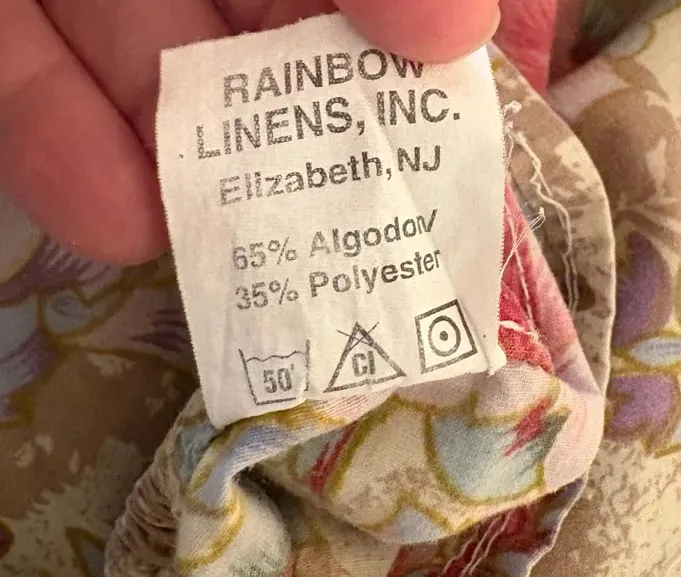 RAINBOW
LINENS, INC.
Elizabeth, NJ
65% Algodon/
35% Polyester
50°
Cl